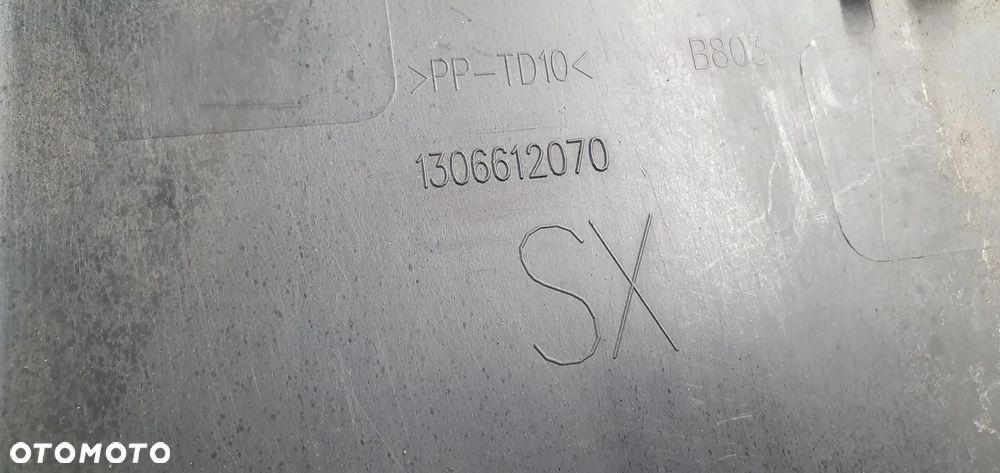 >PP-TD10< B803
1306612070
SX
OTOMOTO